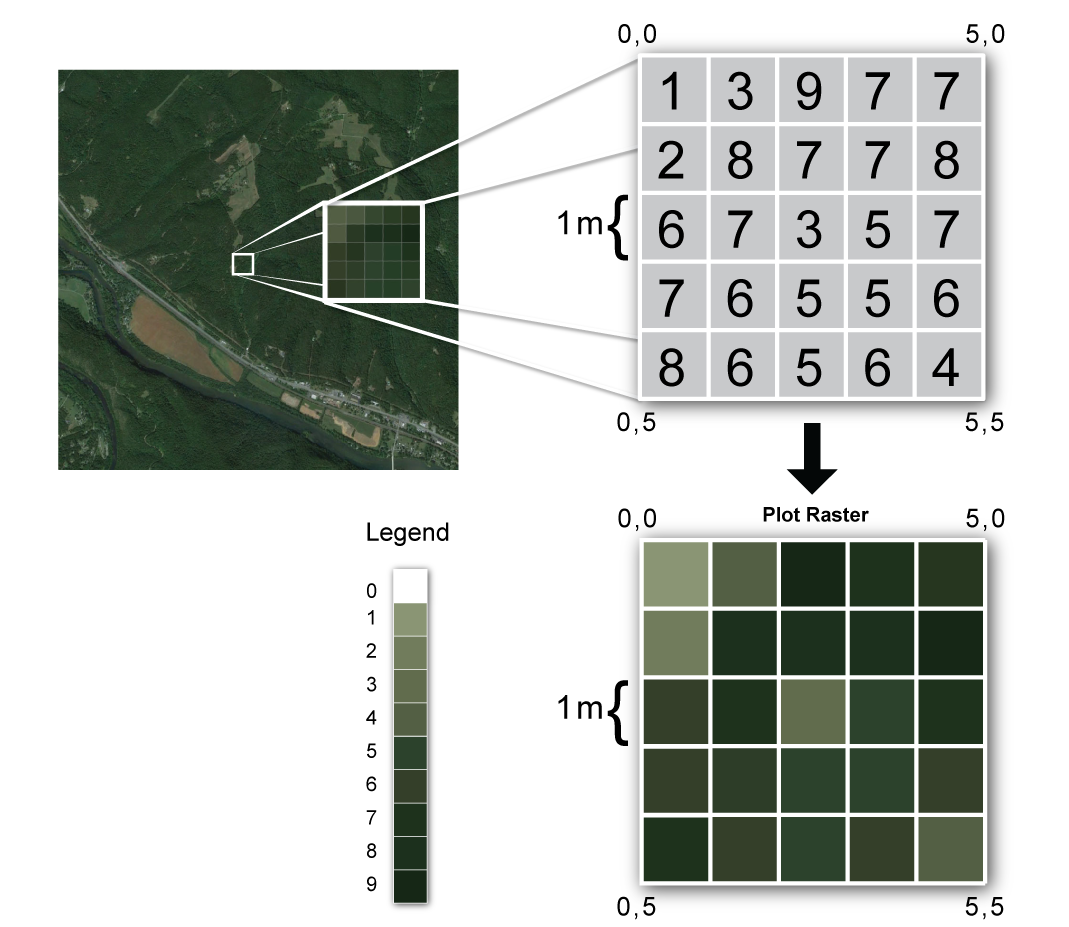 0,0 5,0
1 3 9 7 7
2 8 7 7 8
1m{ 6 7 3 5 7
7 6 5 5 6
8 6 5 6 4
0,5 5,5
Plot Raster
0,0 5,0
1m{
0,5 5,5
Legend
0
1
2
3
4
5
6
7
8
9